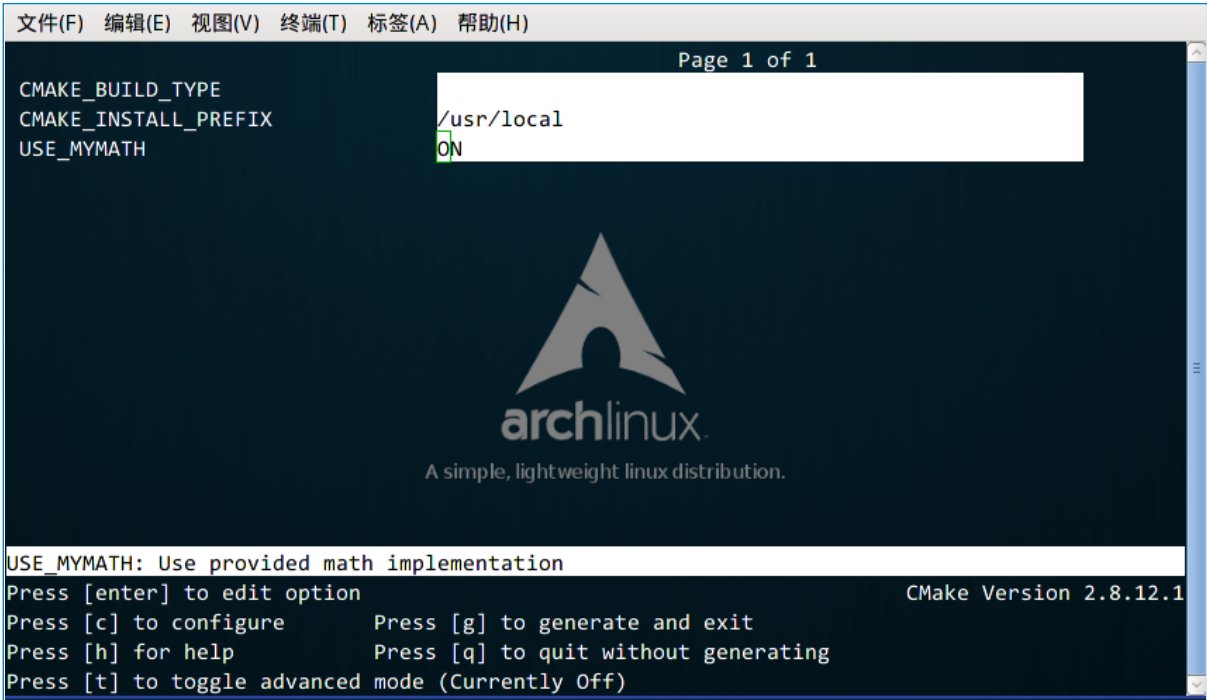 文件(F) 编辑(E) 视图(V) 终端(T) 标签(A) 帮助(H)
Page 1 of 1
CMAKE_BUILD_TYPE
CMAKE_INSTALL_PREFIX /usr/local
USE_MYMATH ON
archlinux
A simple, lightweight linux distribution.
USE_MYMATH: Use provided math implementation
Press [enter] to edit option CMake Version 2.8.12.1
Press [c] to configure Press [g] to generate and exit
Press [h] for help Press [q] to quit without generating
Press [t] to toggle advanced mode (Currently Off)